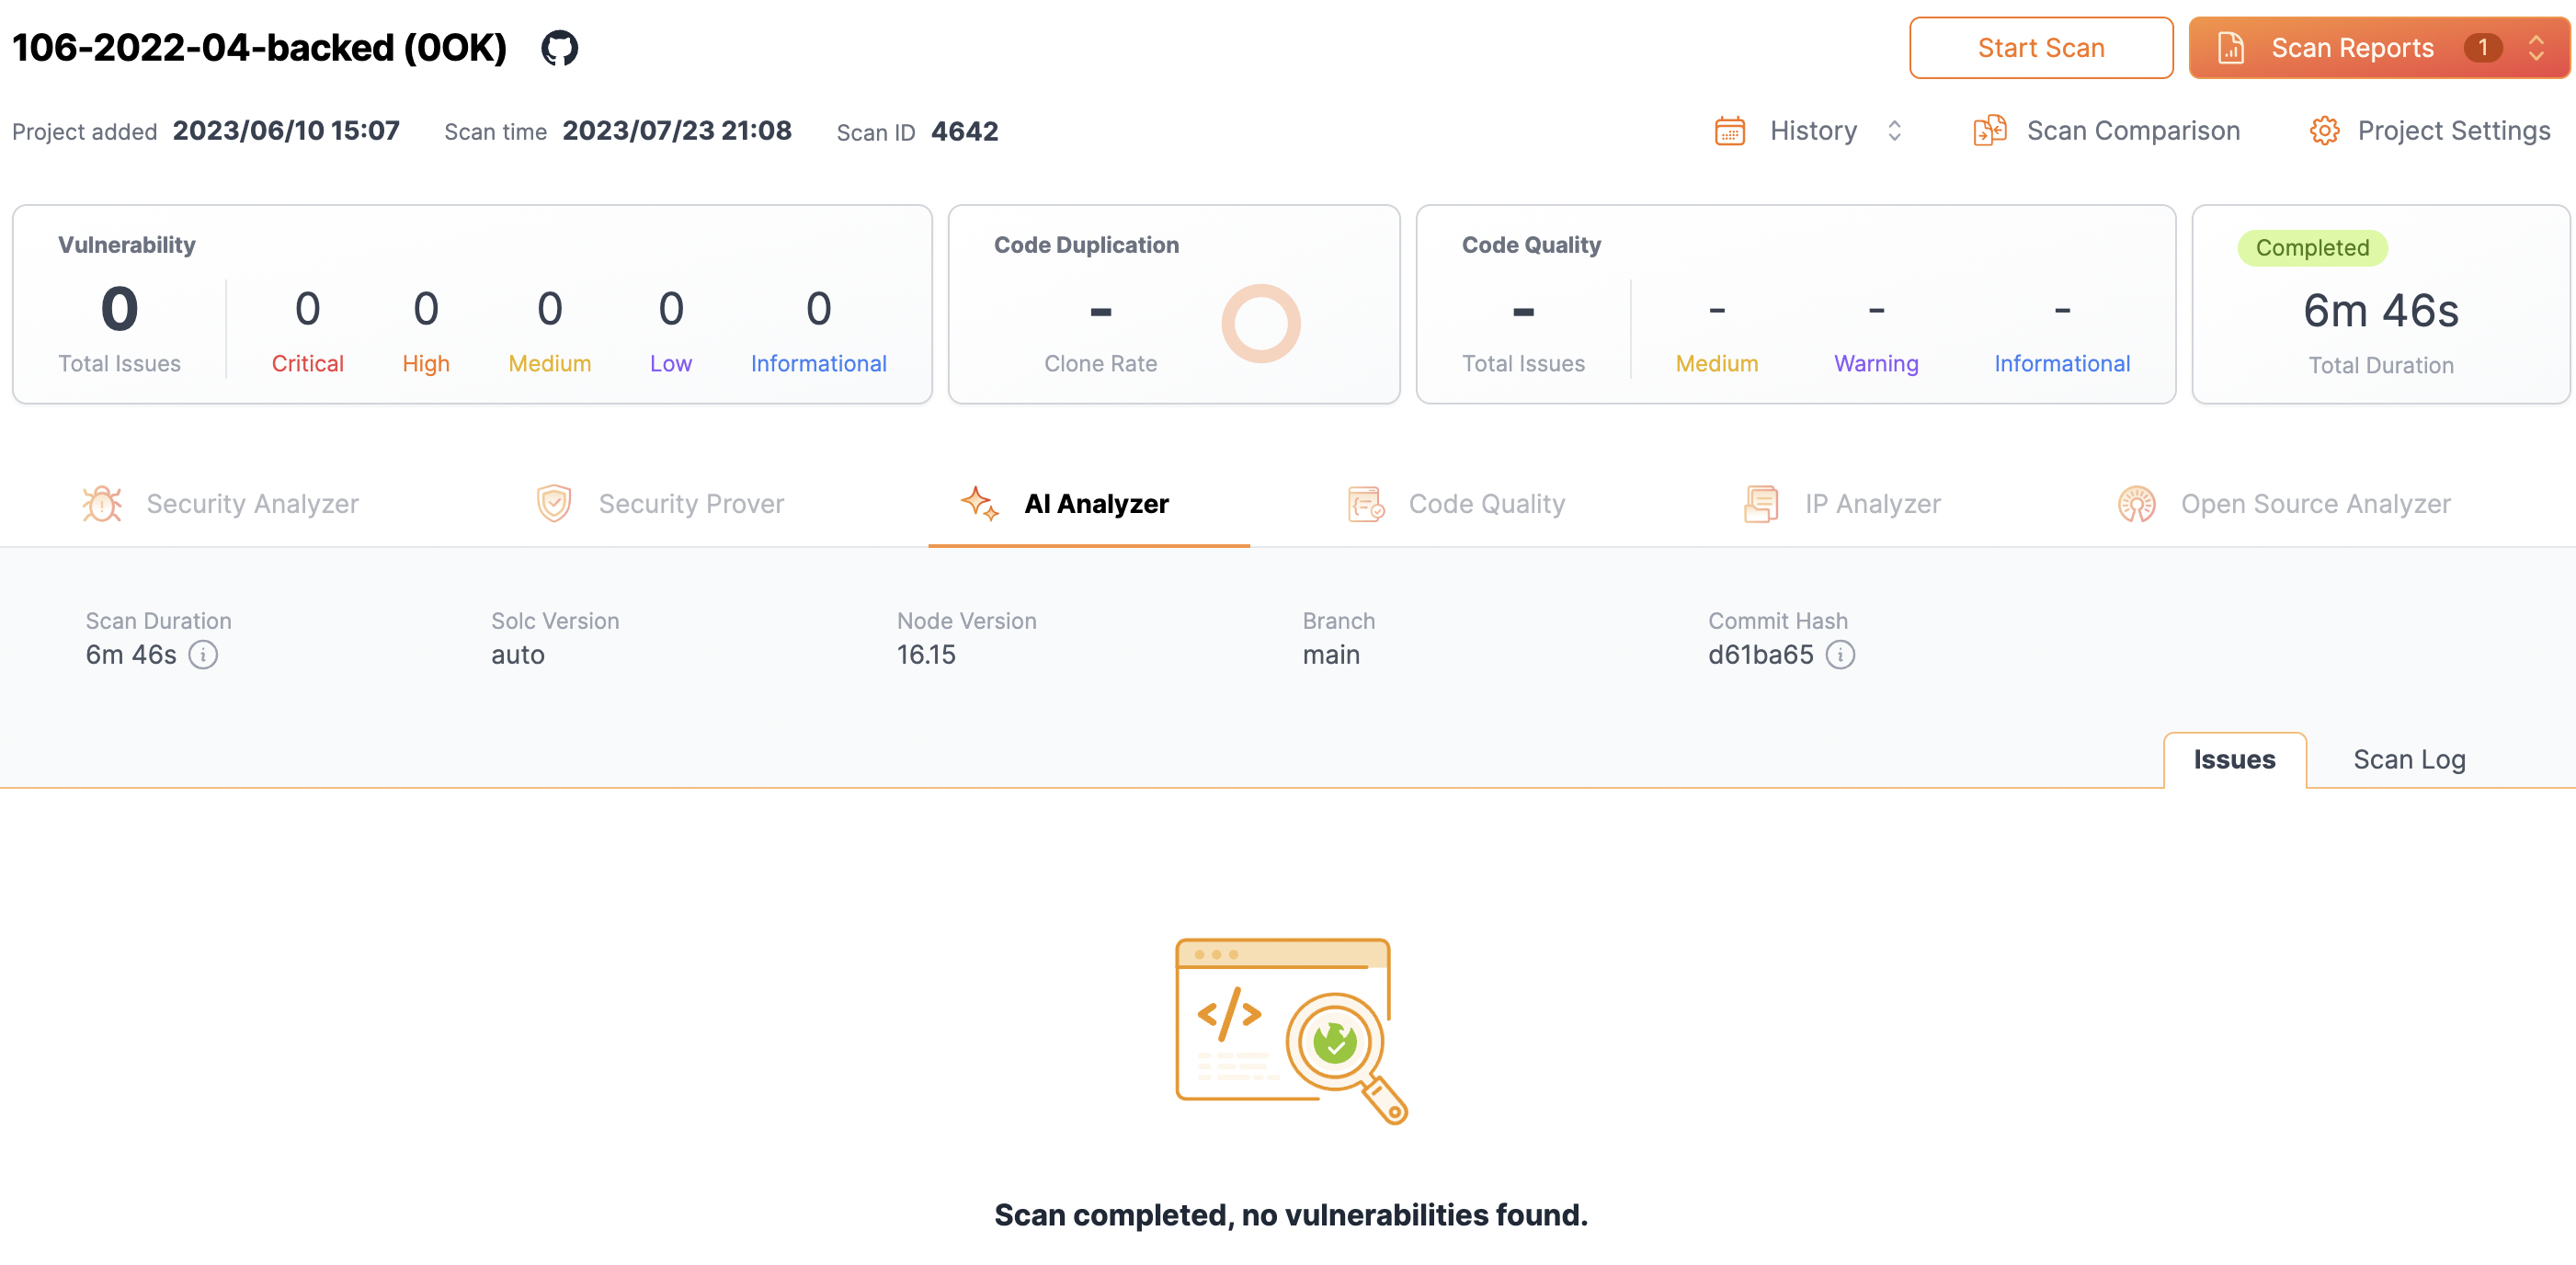 106-2022-04-backed (0OK)
Start Scan
Scan Reports 1
Project added 2023/06/10 15:07 Scan time 2023/07/23 21:08 Scan ID 4642
History Scan Comparison Project Settings
Vulnerability
0 0 0 0 0 0
Total Issues Critical High Medium Low Informational
Code Duplication
-
Clone Rate
Code Quality
- - - -
Total Issues Medium Warning Informational
Completed
6m 46s
Total Duration
Security Analyzer Security Prover AI Analyzer Code Quality IP Analyzer Open Source Analyzer
Scan Duration Solc Version Node Version Branch Commit Hash
6m 46s auto 16.15 main d61ba65
Issues Scan Log
</>
Scan completed, no vulnerabilities found.